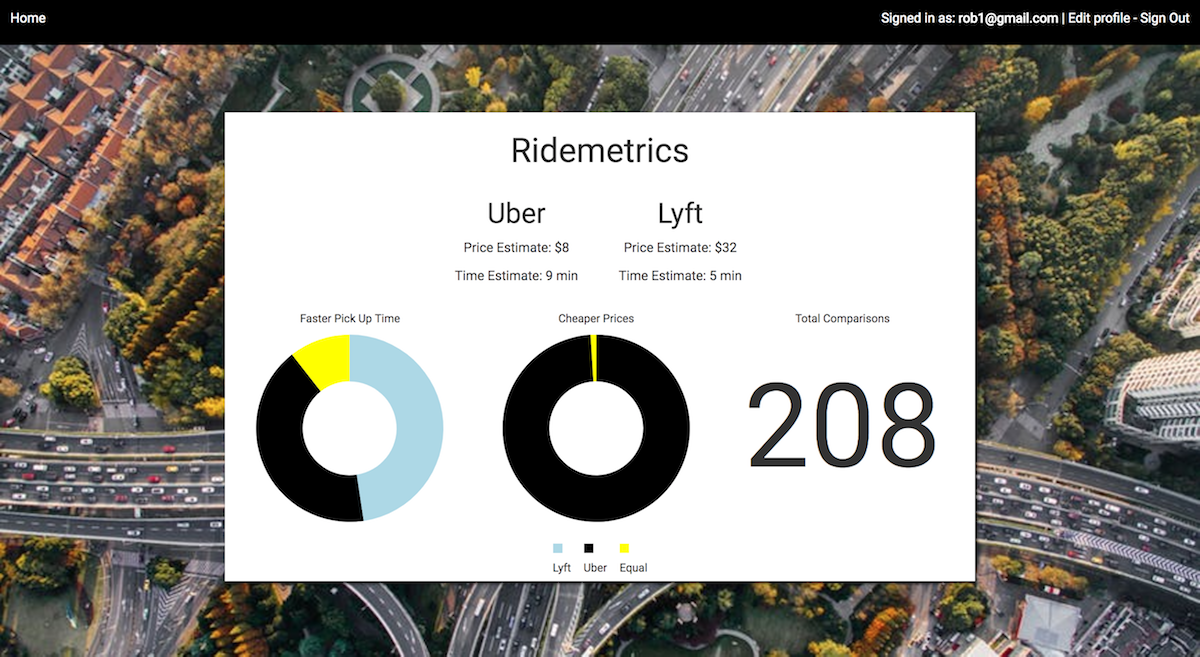 Home
Signed in as: rob1@gmail.com | Edit profile - Sign Out
Ridemetrics
Uber
Lyft
Price Estimate: $8
Price Estimate: $32
Time Estimate: 9 min
Time Estimate: 5 min
Faster Pick Up Time
Cheaper Prices
Total Comparisons
208
Lyft
Uber
Equal